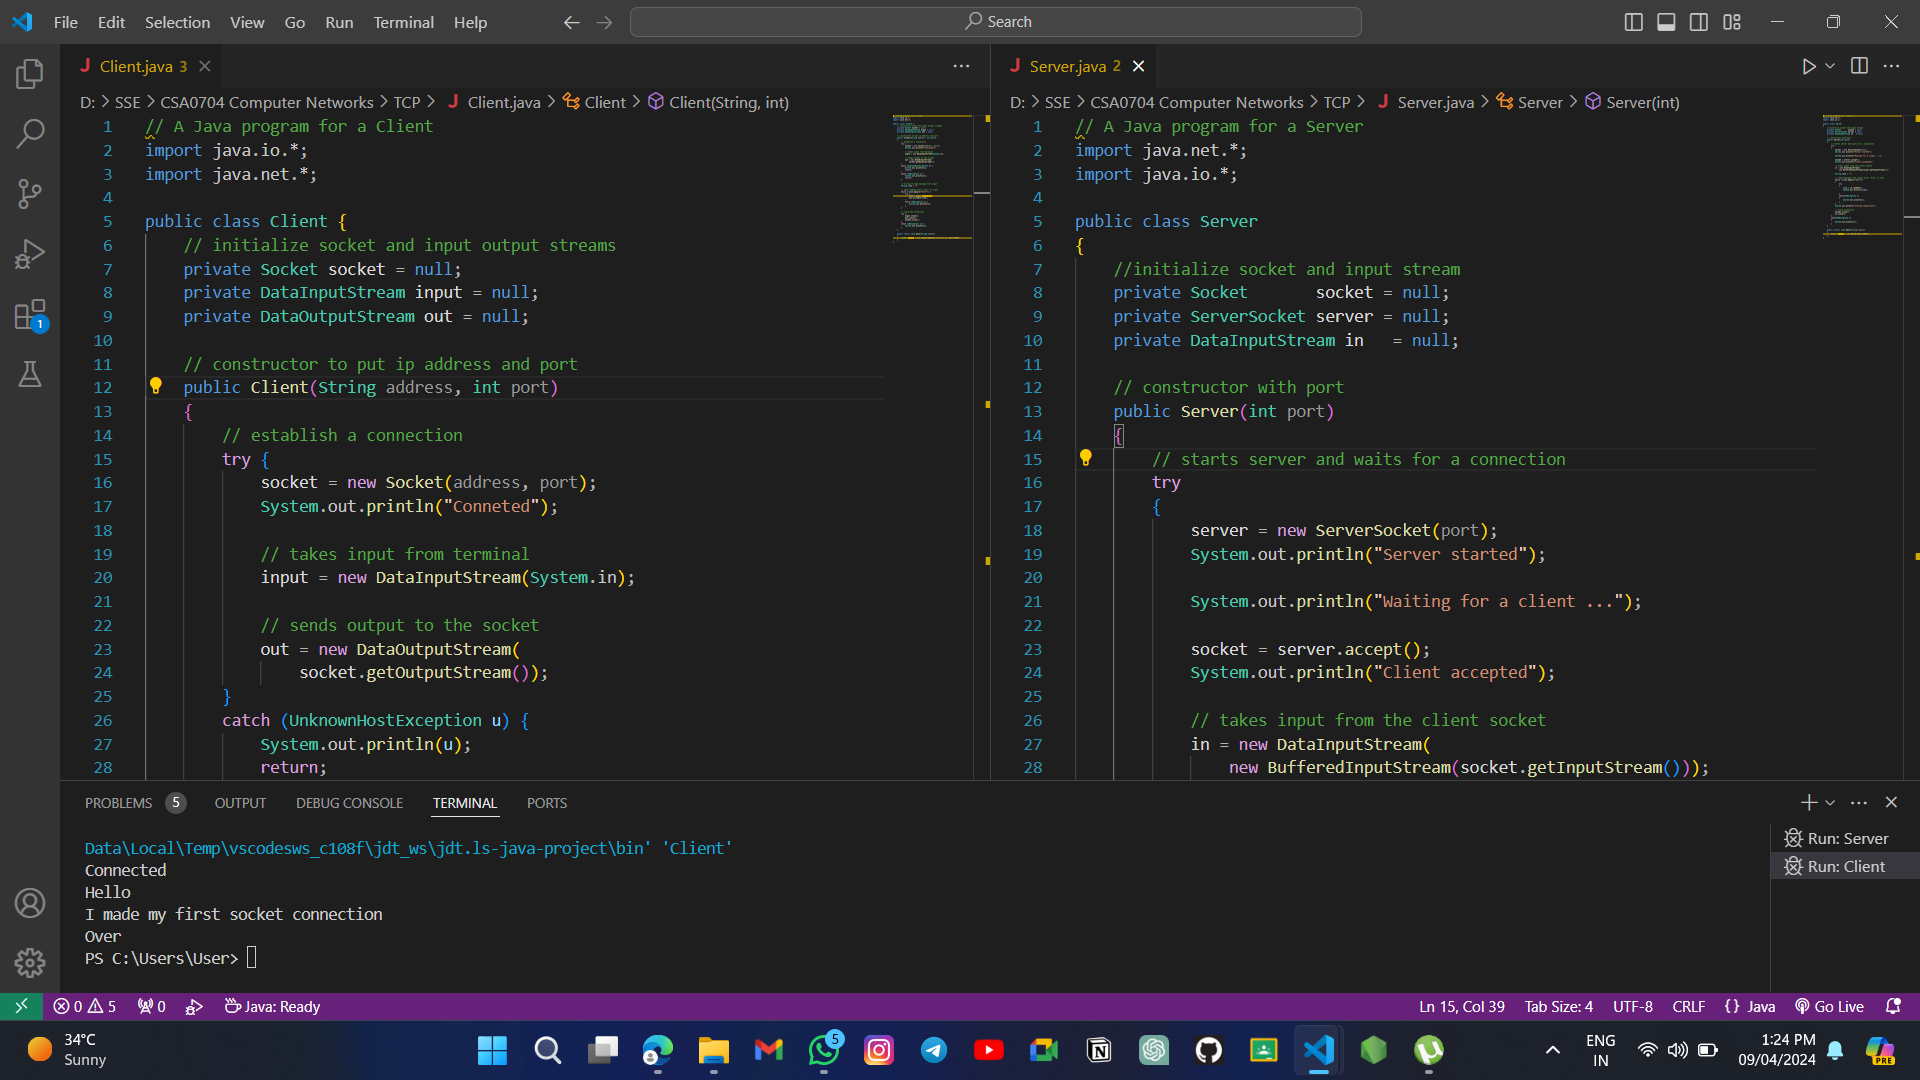 File Edit Selection View Go Run Terminal Help
Search
Client.java 3
D: > SSE > CSA0704 Computer Networks > TCP > Client.java > Client > Client(String, int)
1 // A Java program for a Client
2 import java.io.*;
3 import java.net.*;
4
5 public class Client {
6 // initialize socket and input output streams
7 private Socket socket = null;
8 private DataInputStream input = null;
9 private DataOutputStream out = null;
10
11 // constructor to put ip address and port
12 public Client(String address, int port)
13 {
14 // establish a connection
15 try {
16 socket = new Socket(address, port);
17 System.out.println("Conneted");
18
19 // takes input from terminal
20 input = new DataInputStream(System.in);
21
22 // sends output to the socket
23 out = new DataOutputStream(
24 socket.getOutputStream());
25 }
26 catch (UnknownHostException u) {
27 System.out.println(u);
28 return;
Server.java 2
D: > SSE > CSA0704 Computer Networks > TCP > Server.java > Server > Server(int)
1 // A Java program for a Server
2 import java.net.*;
3 import java.io.*;
4
5 public class Server
6 {
7 //initialize socket and input stream
8 private Socket socket = null;
9 private ServerSocket server = null;
10 private DataInputStream in = null;
11
12 // constructor with port
13 public Server(int port)
14 {
15 // starts server and waits for a connection
16 try
17 {
18 server = new ServerSocket(port);
19 System.out.println("Server started");
20
21 System.out.println("Waiting for a client ...");
22
23 socket = server.accept();
24 System.out.println("Client accepted");
25
26 // takes input from the client socket
27 in = new DataInputStream(
28 new BufferedInputStream(socket.getInputStream()));
1
PROBLEMS 5 OUTPUT DEBUG CONSOLE TERMINAL PORTS
Data\Local\Temp\vscodesws_c108f\jdt_ws\jdt.ls-java-project\bin' 'Client'
Connected
Hello
I made my first socket connection
Over
PS C:\Users\User>
Run: Server
Run: Client
0 5 0 Java: Ready Ln 15, Col 39 Tab Size: 4 UTF-8 CRLF {} Java Go Live
34°C
Sunny
5
ENG
IN
1:24 PM
09/04/2024
PRE